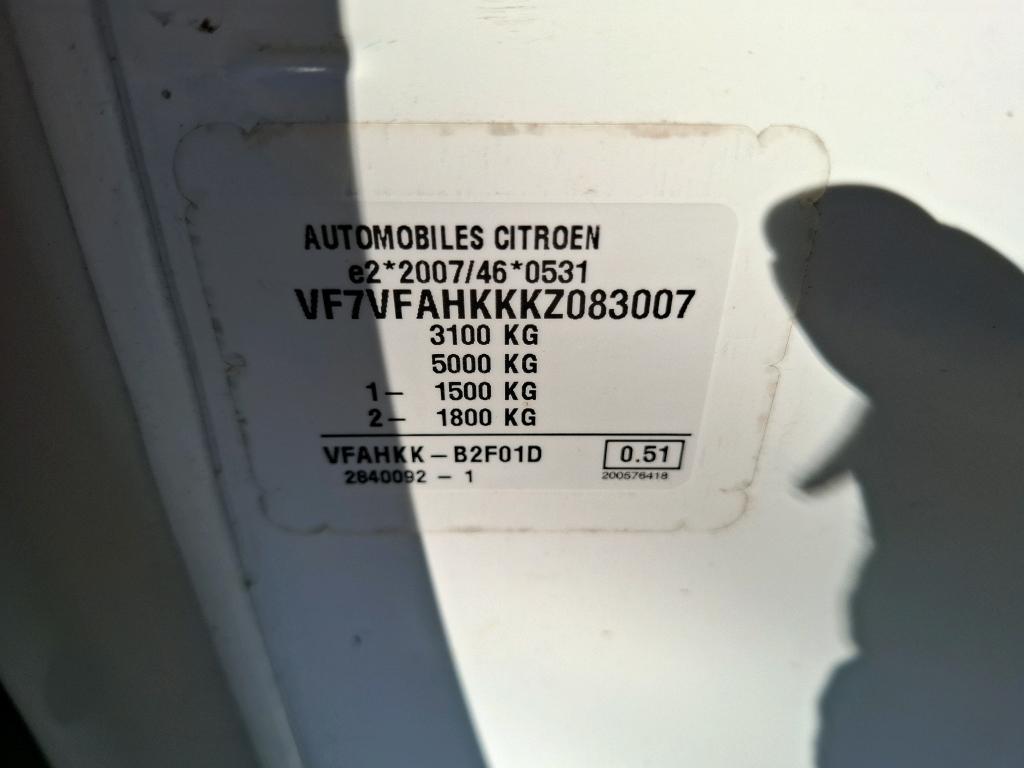 AUTOMOBILES CITROEN
e2*2007/46*0531
VF7VFAHKKKZ083007
3100 KG
5000 KG
1- 1500 KG
2- 1800 KG
VFAHKK-B2F01D 0.51
2840092 - 1 200576418